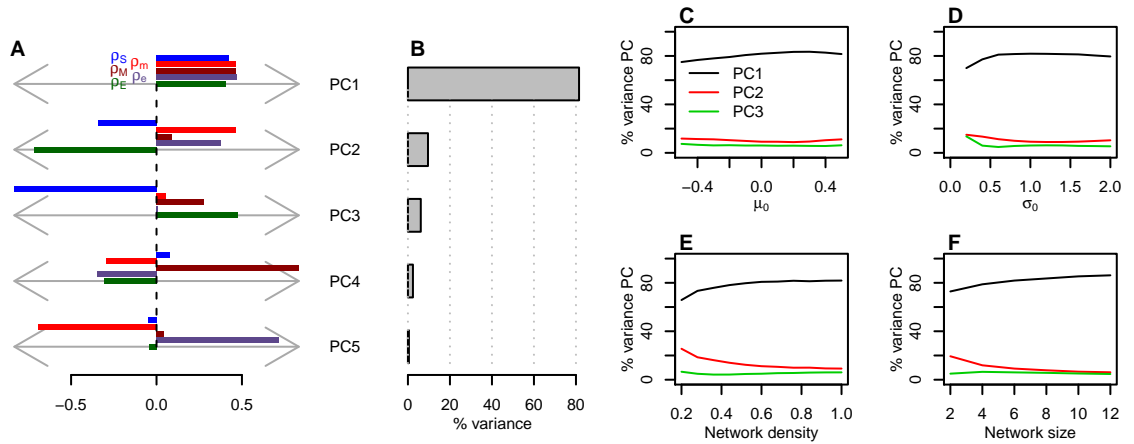 A
ρS
ρm
ρM
ρe
ρE
PC1
PC2
PC3
PC4
PC5
−0.5 0.0 0.5
B
0 20 40 60 80
% variance
C
% variance PC
0 40 80
PC1
PC2
PC3
−0.4 0.0 0.4
μ0
D
% variance PC
0 40 80
0.0 0.5 1.0 1.5 2.0
σ0
E
% variance PC
0 40 80
0.2 0.4 0.6 0.8 1.0
Network density
F
% variance PC
0 40 80
2 4 6 8 10 12
Network size